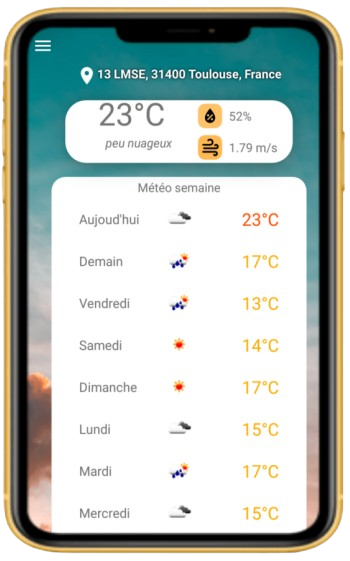 13 LMSE, 31400 Toulouse, France
23°C
52%
peu nuageux
1.79 m/s
Météo semaine
Aujoud'hui 23°C
Demain 17°C
Vendredi 13°C
Samedi 14°C
Dimanche 17°C
Lundi 15°C
Mardi 17°C
Mercredi 15°C